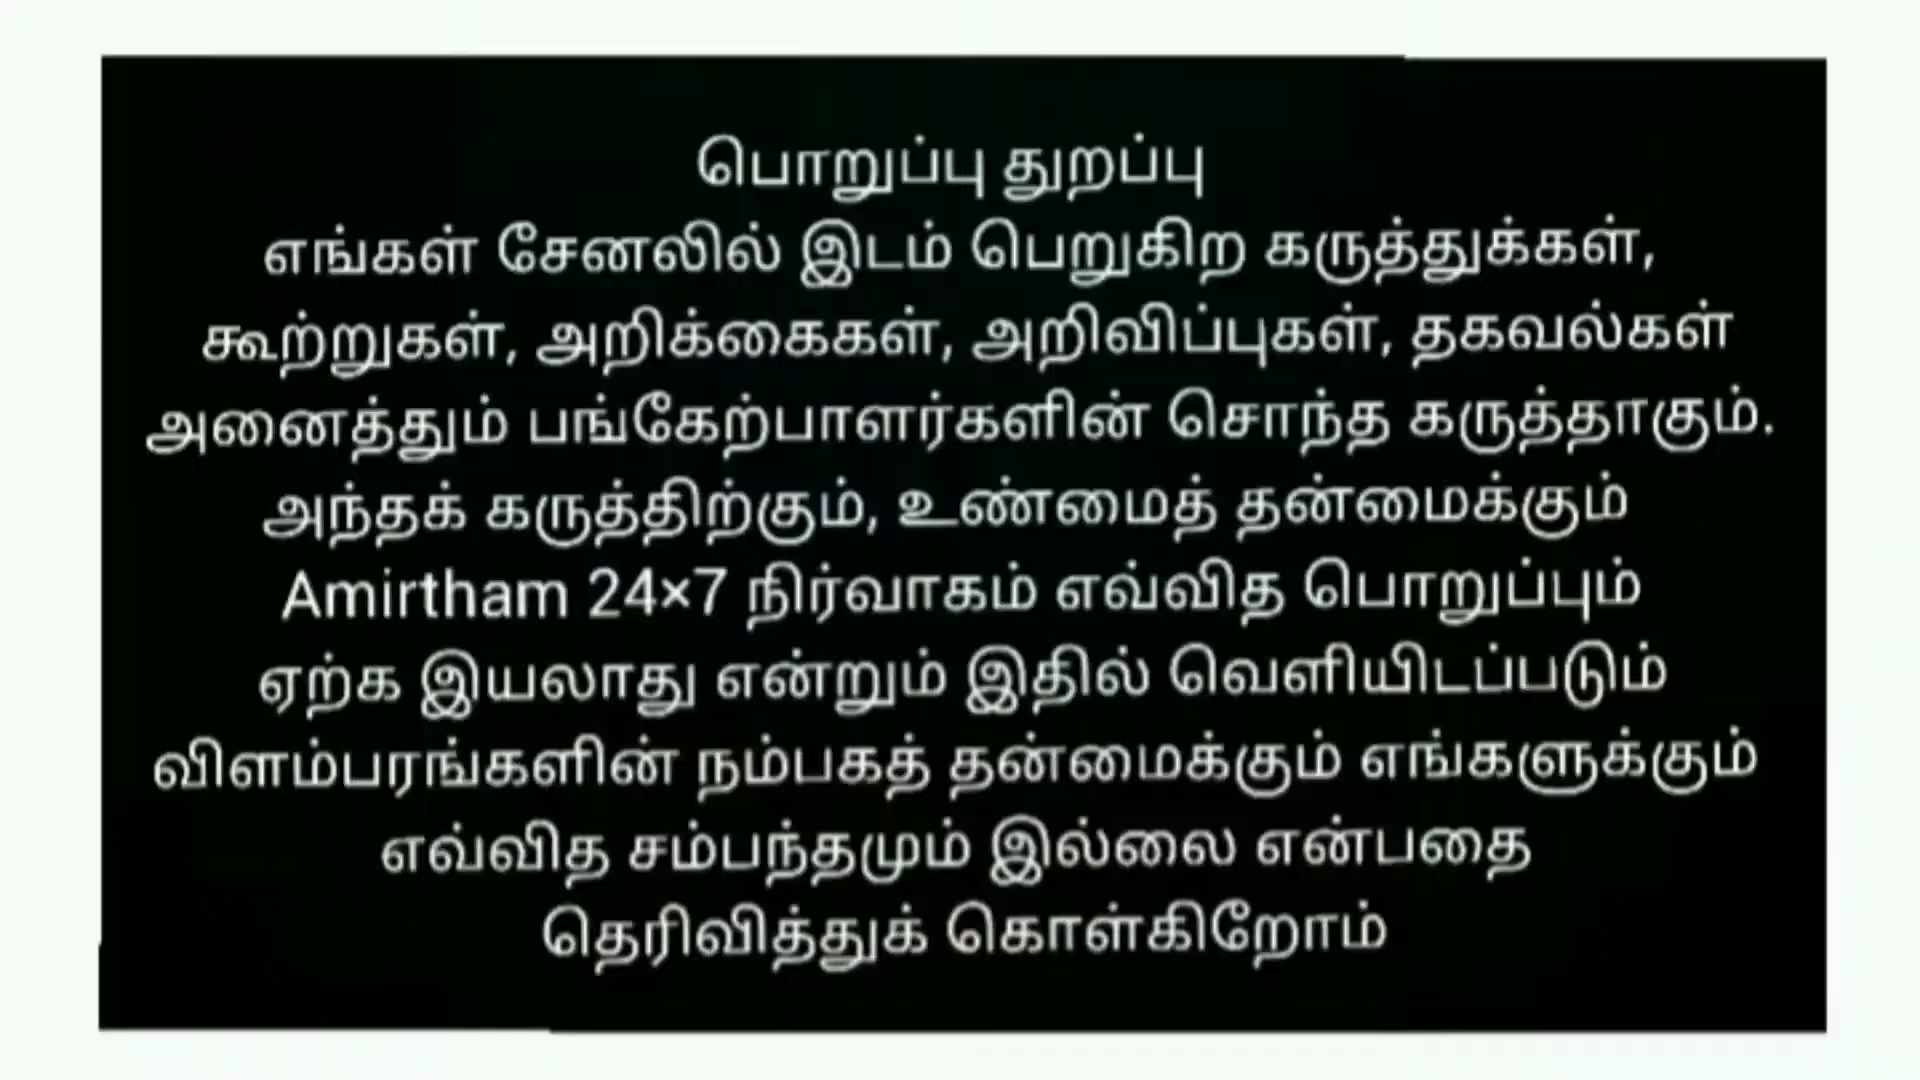 பொறுப்பு துறப்பு
எங்கள் சேனலில் இடம் பெறுகிற கருத்துக்கள்,
கூற்றுகள், அறிக்கைகள், அறிவிப்புகள், தகவல்கள்
அனைத்தும் பங்கேற்பாளர்களின் சொந்த கருத்தாகும்.
அந்தக் கருத்திற்கும், உண்மைத் தன்மைக்கும்
Amirtham 24×7 நிர்வாகம் எவ்வித பொறுப்பும்
ஏற்க இயலாது என்றும் இதில் வெளியிடப்படும்
விளம்பரங்களின் நம்பகத் தன்மைக்கும் எங்களுக்கும்
எவ்வித சம்பந்தமும் இல்லை என்பதை
தெரிவித்துக் கொள்கிறோம்